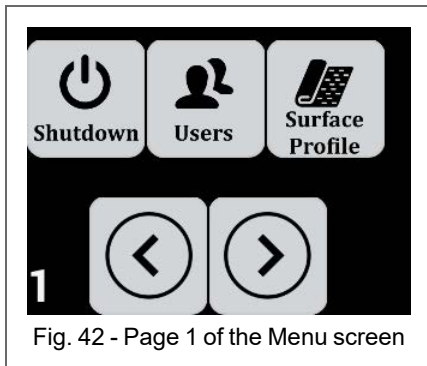 Shutdown
Users
Surface
Profile
1
Fig. 42 - Page 1 of the Menu screen